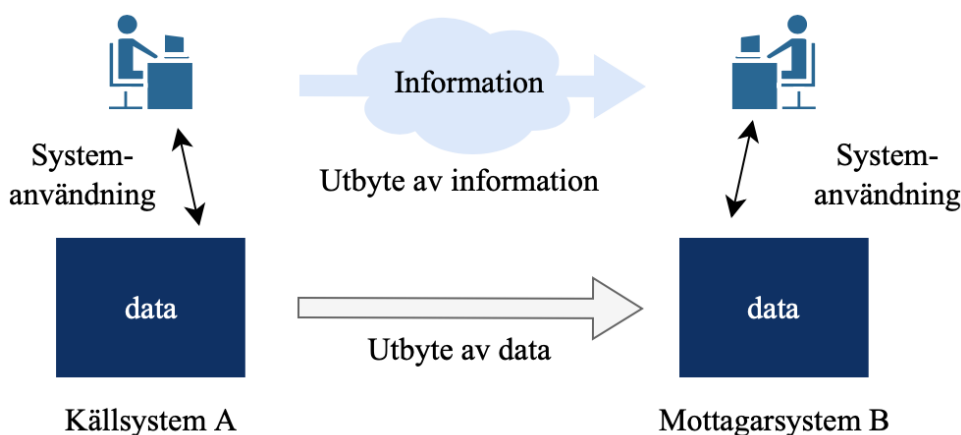 Information
System-
användning
Utbyte av information
System-
användning
data
Utbyte av data
data
Källsystem A
Mottagarsystem B